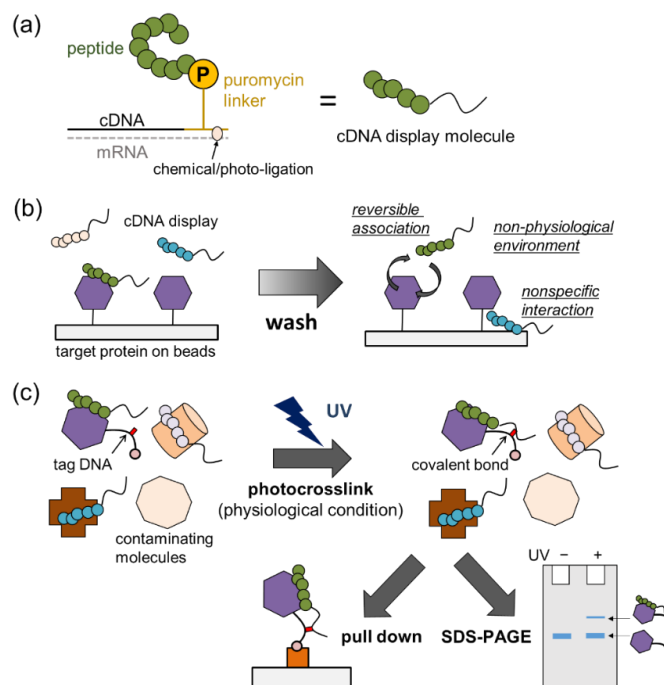 (a)
peptide
P
puromycin
linker
cDNA
mRNA
chemical/photo-ligation
=
cDNA display molecule
(b)
cDNA display
target protein on beads
wash
reversible
association
non-physiological
environment
nonspecific
interaction
(c)
tag DNA
contaminating
molecules
UV
photocrosslink
(physiological condition)
covalent bond
pull down
SDS-PAGE
UV − +